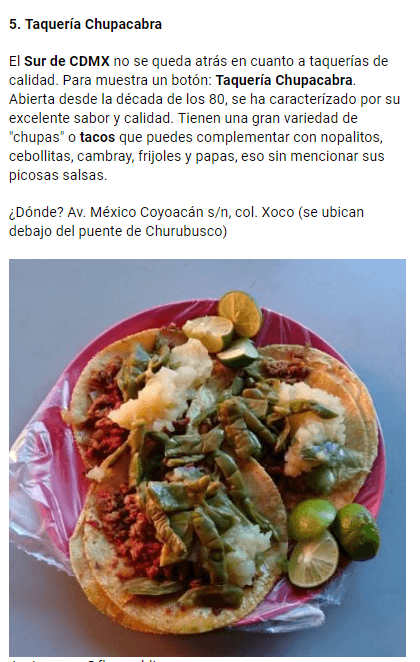 5. Taquería Chupacabra
El Sur de CDMX no se queda atrás en cuanto a taquerías de
calidad. Para muestra un botón: Taquería Chupacabra.
Abierta desde la década de los 80, se ha caracterízado por su
excelente sabor y calidad. Tienen una gran variedad de
"chupas" o tacos que puedes complementar con nopalitos,
cebollitas, cambray, frijoles y papas, eso sin mencionar sus
picosas salsas.
¿Dónde? Av. México Coyoacán s/n, col. Xoco (se ubican
debajo del puente de Churubusco)